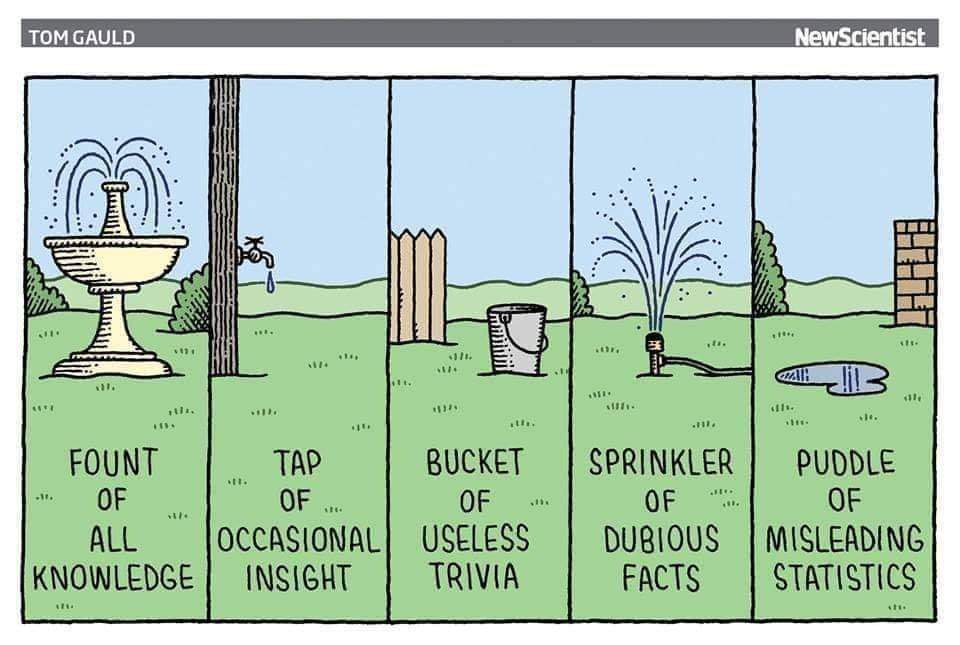 TOM GAULD
NewScientist
FOUNT
OF
ALL
KNOWLEDGE
TAP
OF
OCCASIONAL
INSIGHT
BUCKET
OF
USELESS
TRIVIA
SPRINKLER
OF
DUBIOUS
FACTS
PUDDLE
OF
MISLEADING
STATISTICS